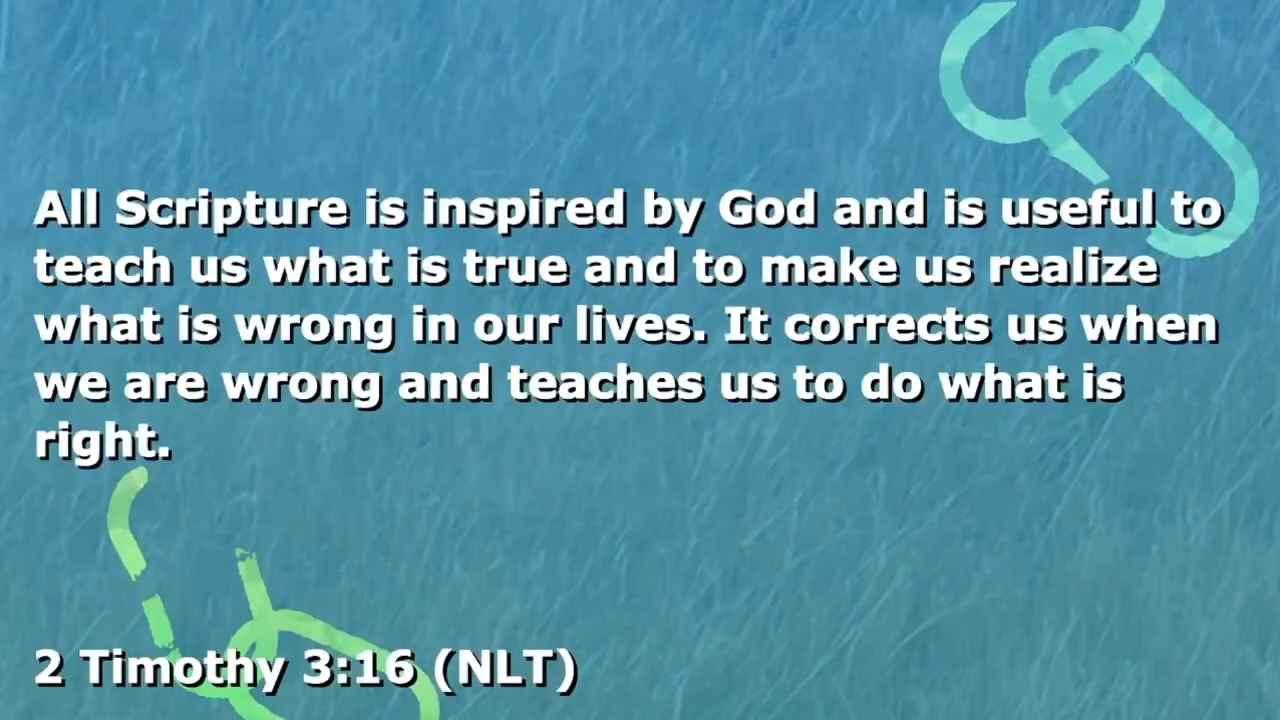 All Scripture is inspired by God and is useful to
teach us what is true and to make us realize
what is wrong in our lives. It corrects us when
we are wrong and teaches us to do what is
right.
2 Timothy 3:16 (NLT)